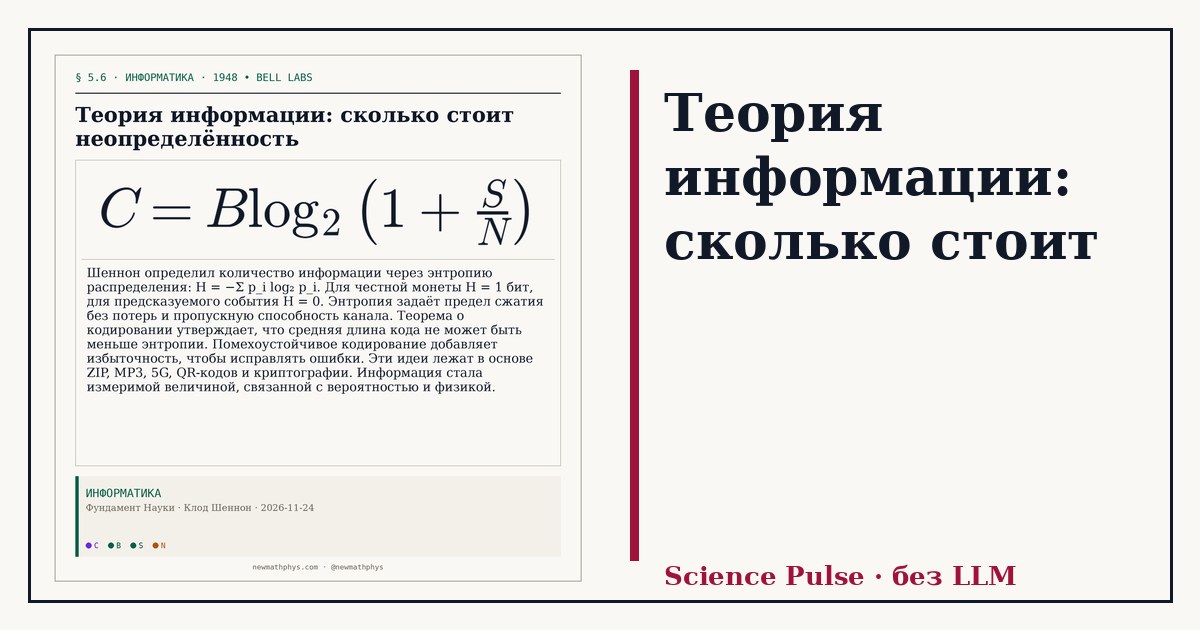 § 5.6 · ИНФОРМАТИКА · 1948 • BELL LABS
Теория информации: сколько стоит
неопределённость
C = B log₂ (1 + S/N)
Шеннон определил количество информации через энтропию
распределения: H = −Σ p_i log₂ p_i. Для честной монеты H = 1 бит,
для предсказуемого события H = 0. Энтропия задаёт предел сжатия
без потерь и пропускную способность канала. Теорема о
кодировании утверждает, что средняя длина кода не может быть
меньше энтропии. Помехоустойчивое кодирование добавляет
избыточность, чтобы исправлять ошибки. Эти идеи лежат в основе
ZIP, MP3, 5G, QR-кодов и криптографии. Информация стала
измеримой величиной, связанной с вероятностью и физикой.
ИНФОРМАТИКА
Фундамент Науки · Клод Шеннон · 2026-11-24
C B S N
newmathphys.com · @newmathphys
Теория
информации:
сколько стоит
Science Pulse · без LLM